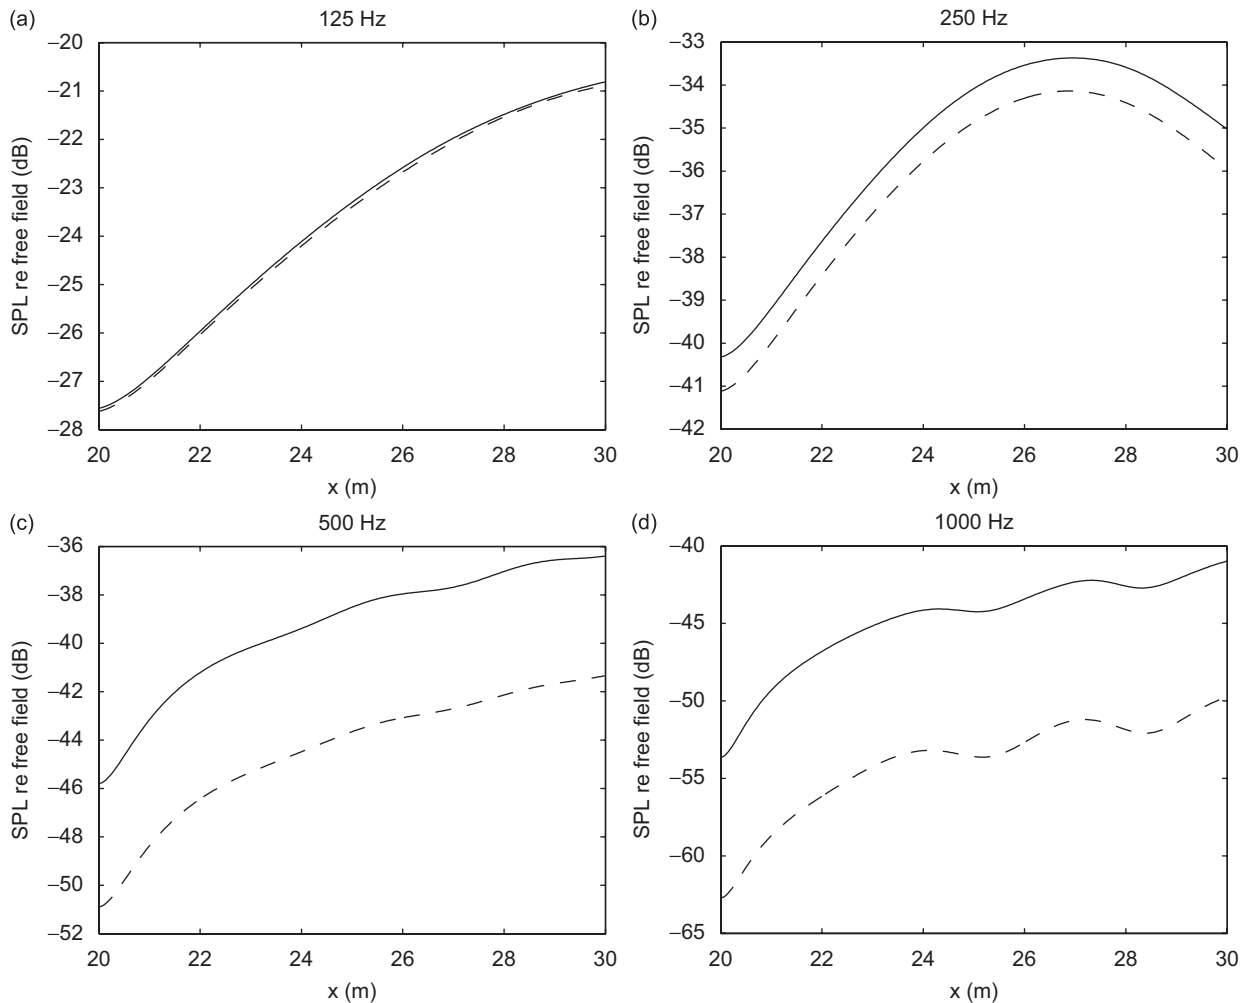 (a)
125 Hz
–20
–21
–22
–23
–24
–25
–26
–27
–28
SPL re free field (dB)
20 22 24 26 28 30
x (m)
(b)
250 Hz
–33
–34
–35
–36
–37
–38
–39
–40
–41
–42
SPL re free field (dB)
20 22 24 26 28 30
x (m)
(c)
500 Hz
–36
–38
–40
–42
–44
–46
–48
–50
–52
SPL re free field (dB)
20 22 24 26 28 30
x (m)
(d)
1000 Hz
–40
–45
–50
–55
–60
–65
SPL re free field (dB)
20 22 24 26 28 30
x (m)